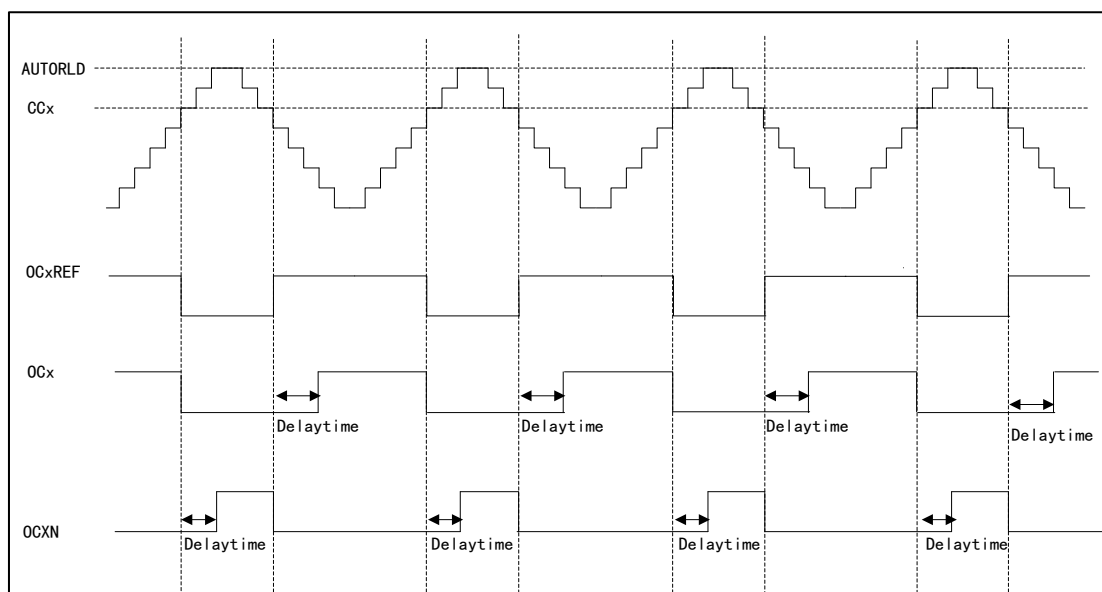 AUTORLD
CCx
OCxREF
OCx
Delaytime
Delaytime
Delaytime
Delaytime
OCXN
Delaytime
Delaytime
Delaytime
Delaytime